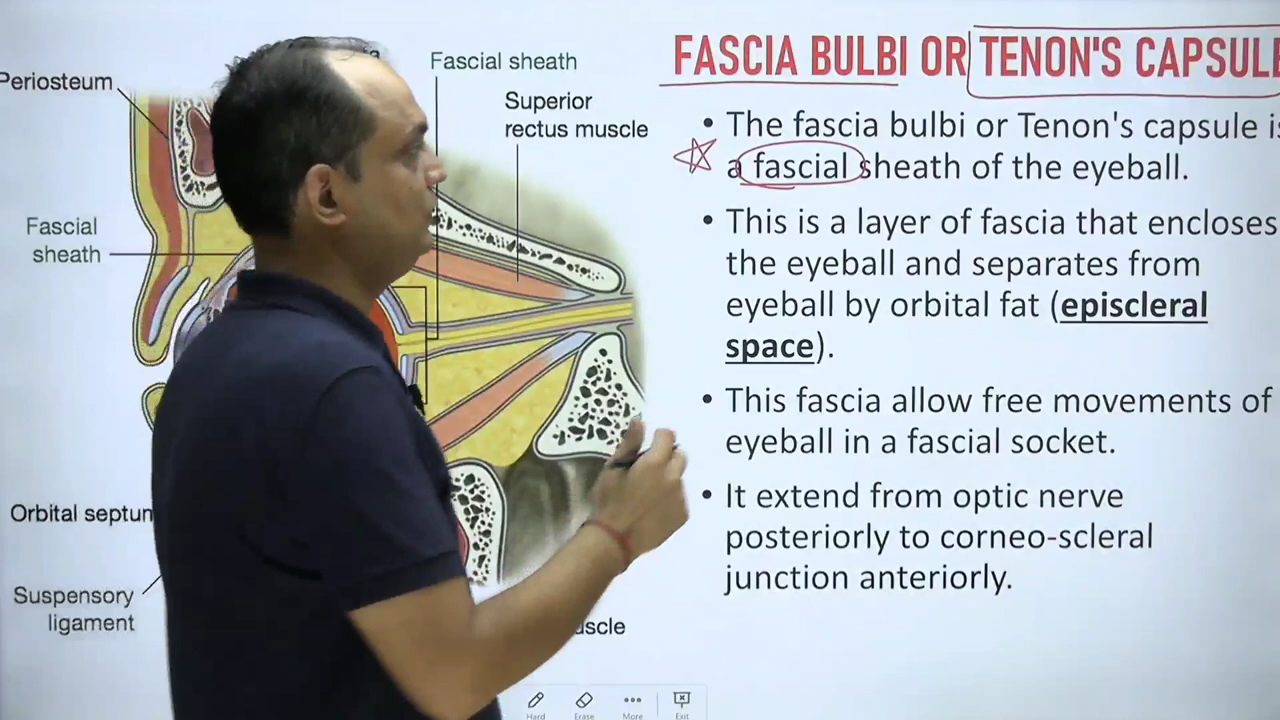 Periosteum
Fascial
sheath
Orbital septum
Suspensory
ligament
Fascial sheath
Superior
rectus muscle
FASCIA BULBI OR TENON'S CAPSULE
• The fascia bulbi or Tenon's capsule is
a fascial sheath of the eyeball.
• This is a layer of fascia that encloses
the eyeball and separates from
eyeball by orbital fat (episcleral
space).
• This fascia allow free movements of
eyeball in a fascial socket.
• It extend from optic nerve
posteriorly to corneo-scleral
junction anteriorly.
Hard
Erase
More
Exit